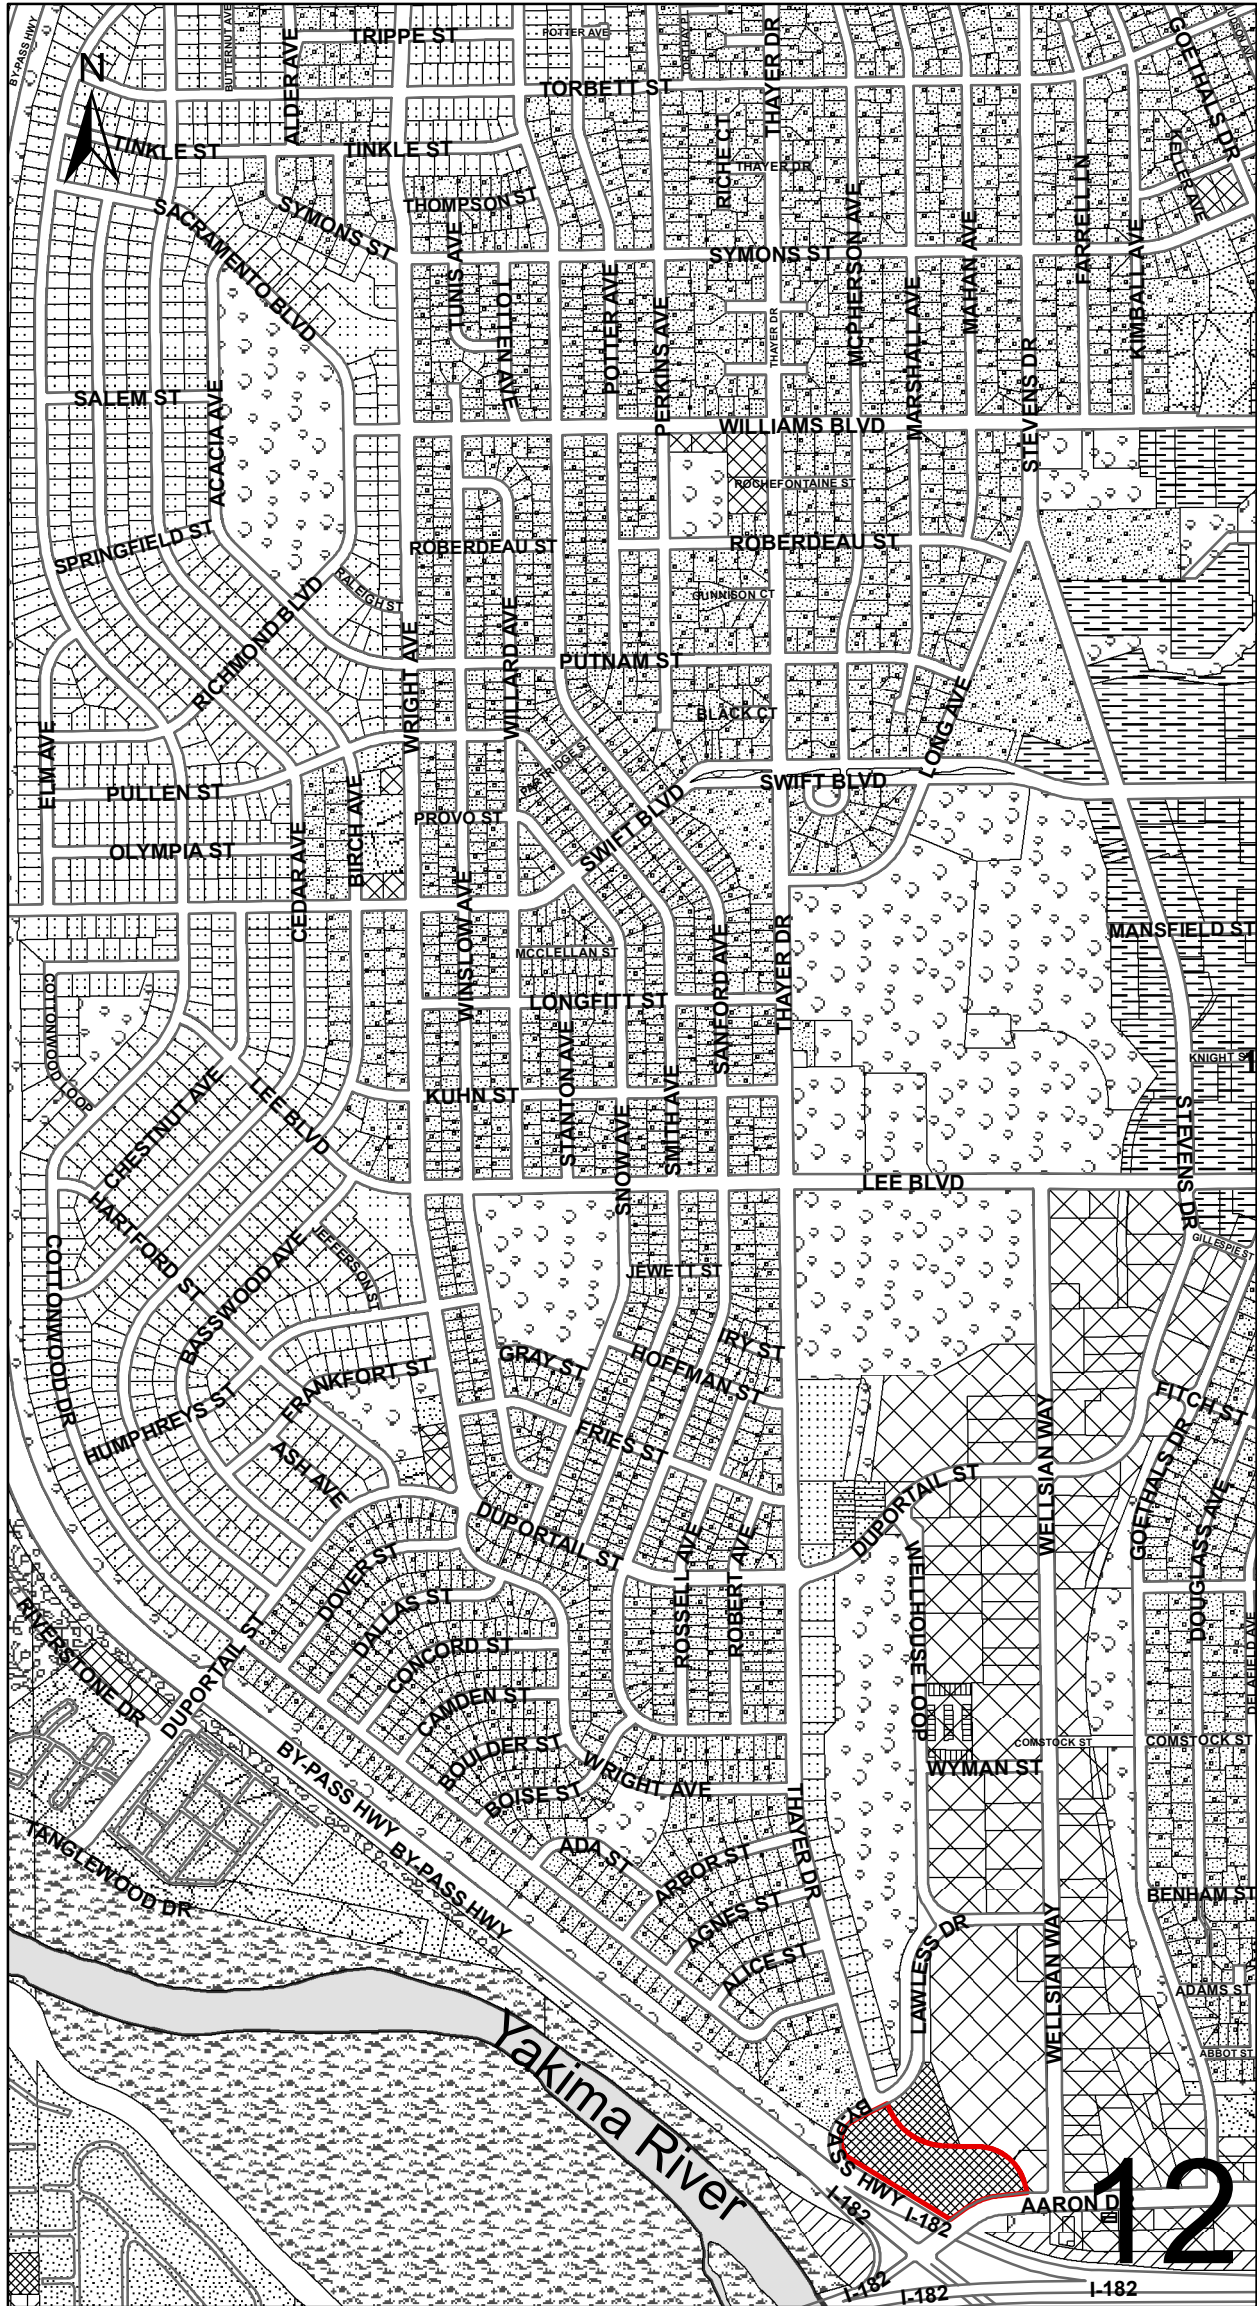 BY-PASS HWY
BUTTERNUT AVE
ALDER AVE
TRIPPE ST
POTTER AVE
THAYER DR
GOETHALS DR
N
TORBETT ST
TINKLE ST
TINKLE ST
RICHE CT
THAYER DR
KELLER AVE
SACRAMENTO BLVD
SYMONS ST
THOMPSON ST
MCPHERSON AVE
FARRELL LN
TUNIS AVE
TOTTEN AVE
POTTER AVE
PERKINS AVE
SYMONS ST
MAHAN AVE
KIMBALL AVE
THAYER DR
MARSHALL AVE
STEVENS DR
SALEM ST
ACACIA AVE
WILLIAMS BLVD
ROCHEFONTAINE ST
SPRINGFIELD ST
ROBERDEAU ST
ROBERDEAU ST
RALEIGH ST
GUNNISON CT
RICHMOND BLVD
WRIGHT AVE
WILLARD AVE
PUTNAM ST
BLACK CT
LONG AVE
ELM AVE
PARTRIDGE ST
PULLEN ST
BIRCH AVE
PROVO ST
SWIFT BLVD
SWIFT BLVD
OLYMPIA ST
CEDAR AVE
WINSLOW AVE
MCCLELLAN ST
SANFORD AVE
THAYER DR
MANSFIELD ST
COTTONWOOD LOOP
LONGFITT ST
STANTON AVE
KNIGHT ST
1
CHESTNUT AVE
LEE BLVD
KUHN ST
SNOW AVE
SMITH AVE
STEVENS DR
LEE BLVD
HARTFORD ST
BASSWOOD AVE
JEFFERSON ST
GILLESPIE ST
COTTONWOOD DR
JEWETT ST
IRY ST
GRAY ST
HOFFMAN ST
FRANKFORT ST
HUMPHREYS ST
FITCH ST
WELLSIAN WAY
GOETHALS DR
FRIES ST
ASH AVE
DUPORTAIL ST
DUPORTAIL ST
DOUGLASS AVE
DOVER ST
ROSSELL AVE
ROBERT AVE
WELLHOUSE LOOP
DALLAS ST
RIVERSTONE DR
DUPORTAIL ST
CONCORD ST
DELAFIELD AVE
CAMDEN ST
BOULDER ST
COMSTOCK ST
COMSTOCK ST
BY-PASS HWY
WYMAN ST
BOISE ST
WRIGHT AVE
THAYER DR
TANGLEWOOD DR
BY-PASS HWY
ADA ST
ARBOR ST
BENHAM ST
AGNES ST
LAWLESS DR
WELLSIAN WAY
ALICE ST
ADAMS ST
ABBOT ST
Yakima River
BY-PASS HWY
I-182
I-182
AARON DR
12
I-182
I-182
I-182